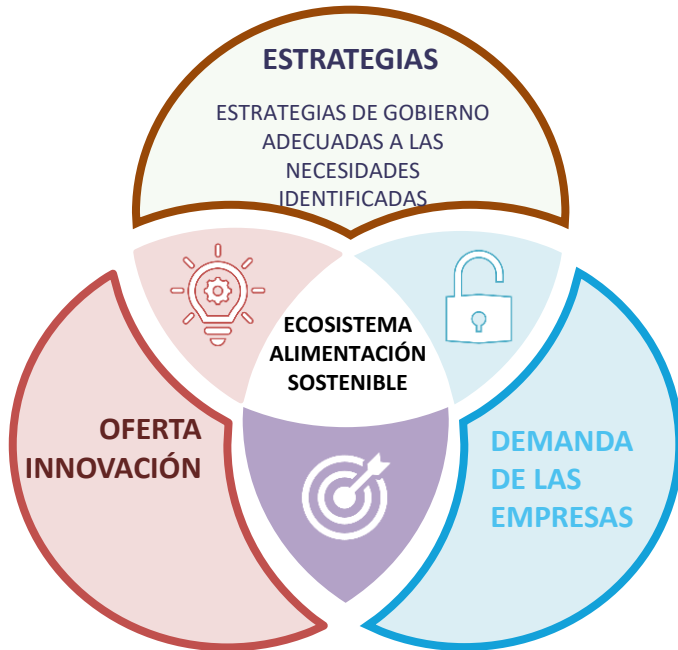 ESTRATEGIAS
ESTRATEGIAS DE GOBIERNO
ADECUADAS A LAS
NECESIDADES
IDENTIFICADAS
ECOSISTEMA
ALIMENTACIÓN
SOSTENIBLE
OFERTA
INNOVACIÓN
DEMANDA
DE LAS
EMPRESAS